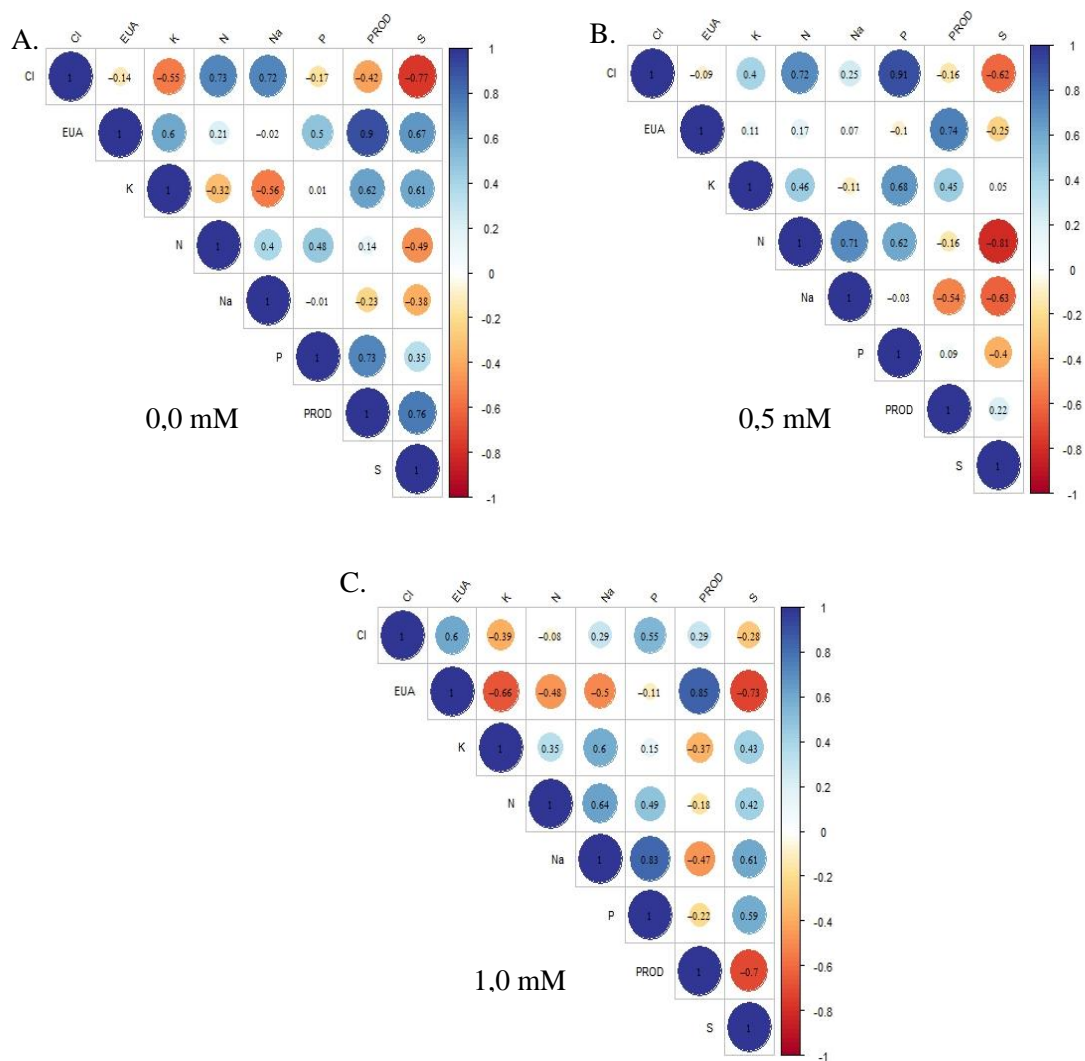 A.
Cl EUA K N Na P PROD S
Cl 1 −0.14 −0.55 0.73 0.72 −0.17 −0.42 −0.77
EUA 1 0.6 0.21 −0.02 0.5 0.9 0.67
K 1 −0.32 −0.56 0.01 0.62 0.61
N 1 0.4 0.48 0.14 −0.49
Na 1 −0.01 −0.23 −0.38
P 1 0.73 0.35
PROD 1 0.76
S 1
0,0 mM
1
0.8
0.6
0.4
0.2
0
-0.2
-0.4
-0.6
-0.8
-1
B.
Cl EUA K N Na P PROD S
Cl 1 −0.09 0.4 0.72 0.25 0.91 −0.16 −0.62
EUA 1 0.11 0.17 0.07 −0.1 0.74 −0.25
K 1 0.46 −0.11 0.68 0.45 0.05
N 1 0.71 0.62 −0.16 −0.81
Na 1 −0.03 −0.54 −0.63
P 1 0.09 −0.4
PROD 1 0.22
S 1
0,5 mM
1
0.8
0.6
0.4
0.2
0
-0.2
-0.4
-0.6
-0.8
-1
C.
Cl EUA K N Na P PROD S
Cl 1 0.6 −0.39 −0.08 0.29 0.55 0.29 −0.28
EUA 1 −0.66 −0.48 −0.5 −0.11 0.85 −0.73
K 1 0.35 0.6 0.15 −0.37 0.43
N 1 0.64 0.49 −0.18 0.42
Na 1 0.83 −0.47 0.61
P 1 −0.22 0.59
PROD 1 −0.7
S 1
1,0 mM
1
0.8
0.6
0.4
0.2
0
-0.2
-0.4
-0.6
-0.8
-1